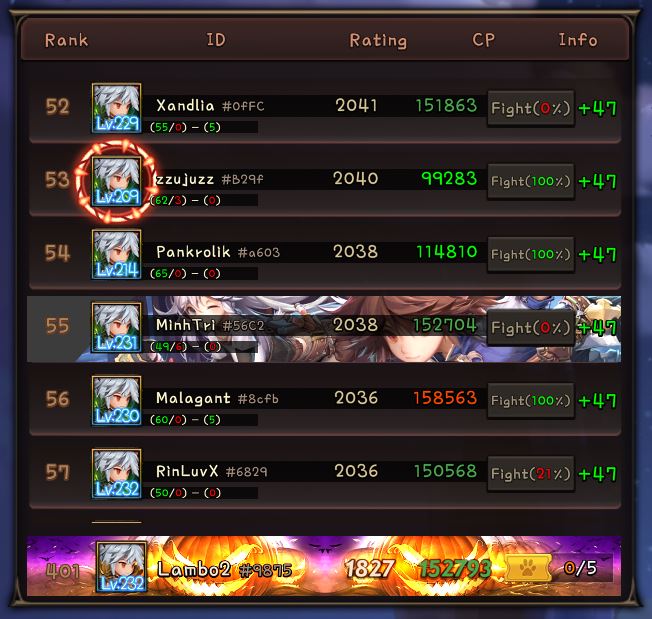 Rank ID Rating CP Info
52 Lv.229 Xandlia #0fFC 2041 151863 Fight(0%) +47
(55/0) - (5)
53 Lv.209 zzujuzz #B29f 2040 99283 Fight(100%) +47
(62/3) - (0)
54 Lv.214 Pankrolik #a603 2038 114810 Fight(100%) +47
(65/0) - (0)
55 Lv.231 MinhTri #56C2 2038 152704 Fight(0%) +47
(49/6) - (0)
56 Lv.230 Malagant #8cfb 2036 158563 Fight(100%) +47
(60/0) - (5)
57 Lv.232 RinLuvX #6829 2036 150568 Fight(21%) +47
(50/0) - (0)
401 Lv.232 Lambo2 #9875 1827 152793 0/5